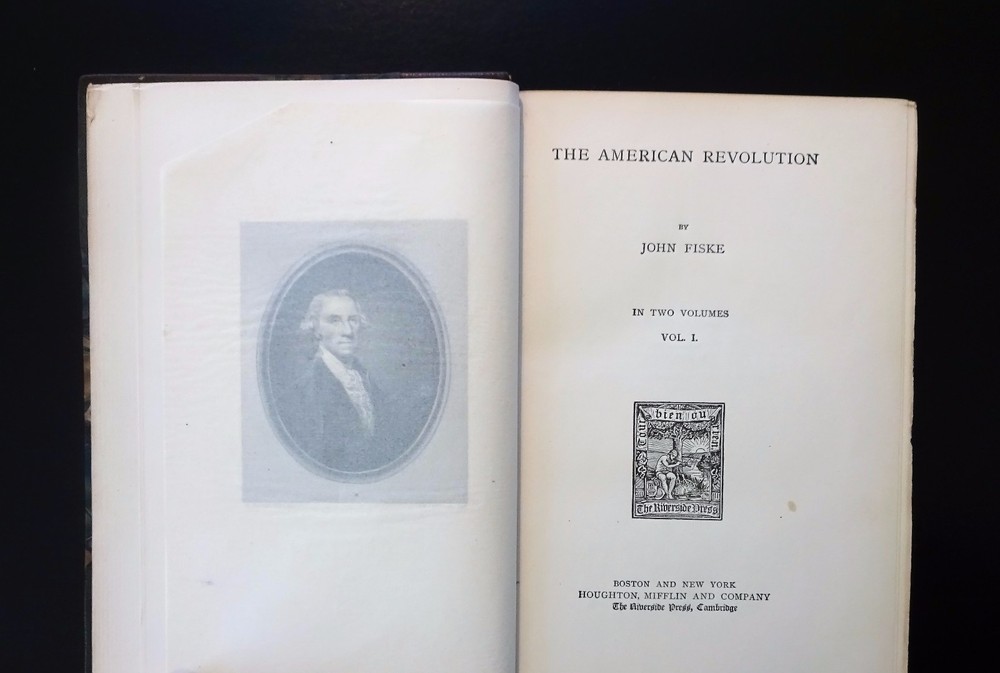 THE AMERICAN REVOLUTION
BY
JOHN FISKE
IN TWO VOLUMES
VOL. I.
Tout bien ou rien
The Riverside Press
BOSTON AND NEW YORK
HOUGHTON, MIFFLIN AND COMPANY
The Riverside Press, Cambridge